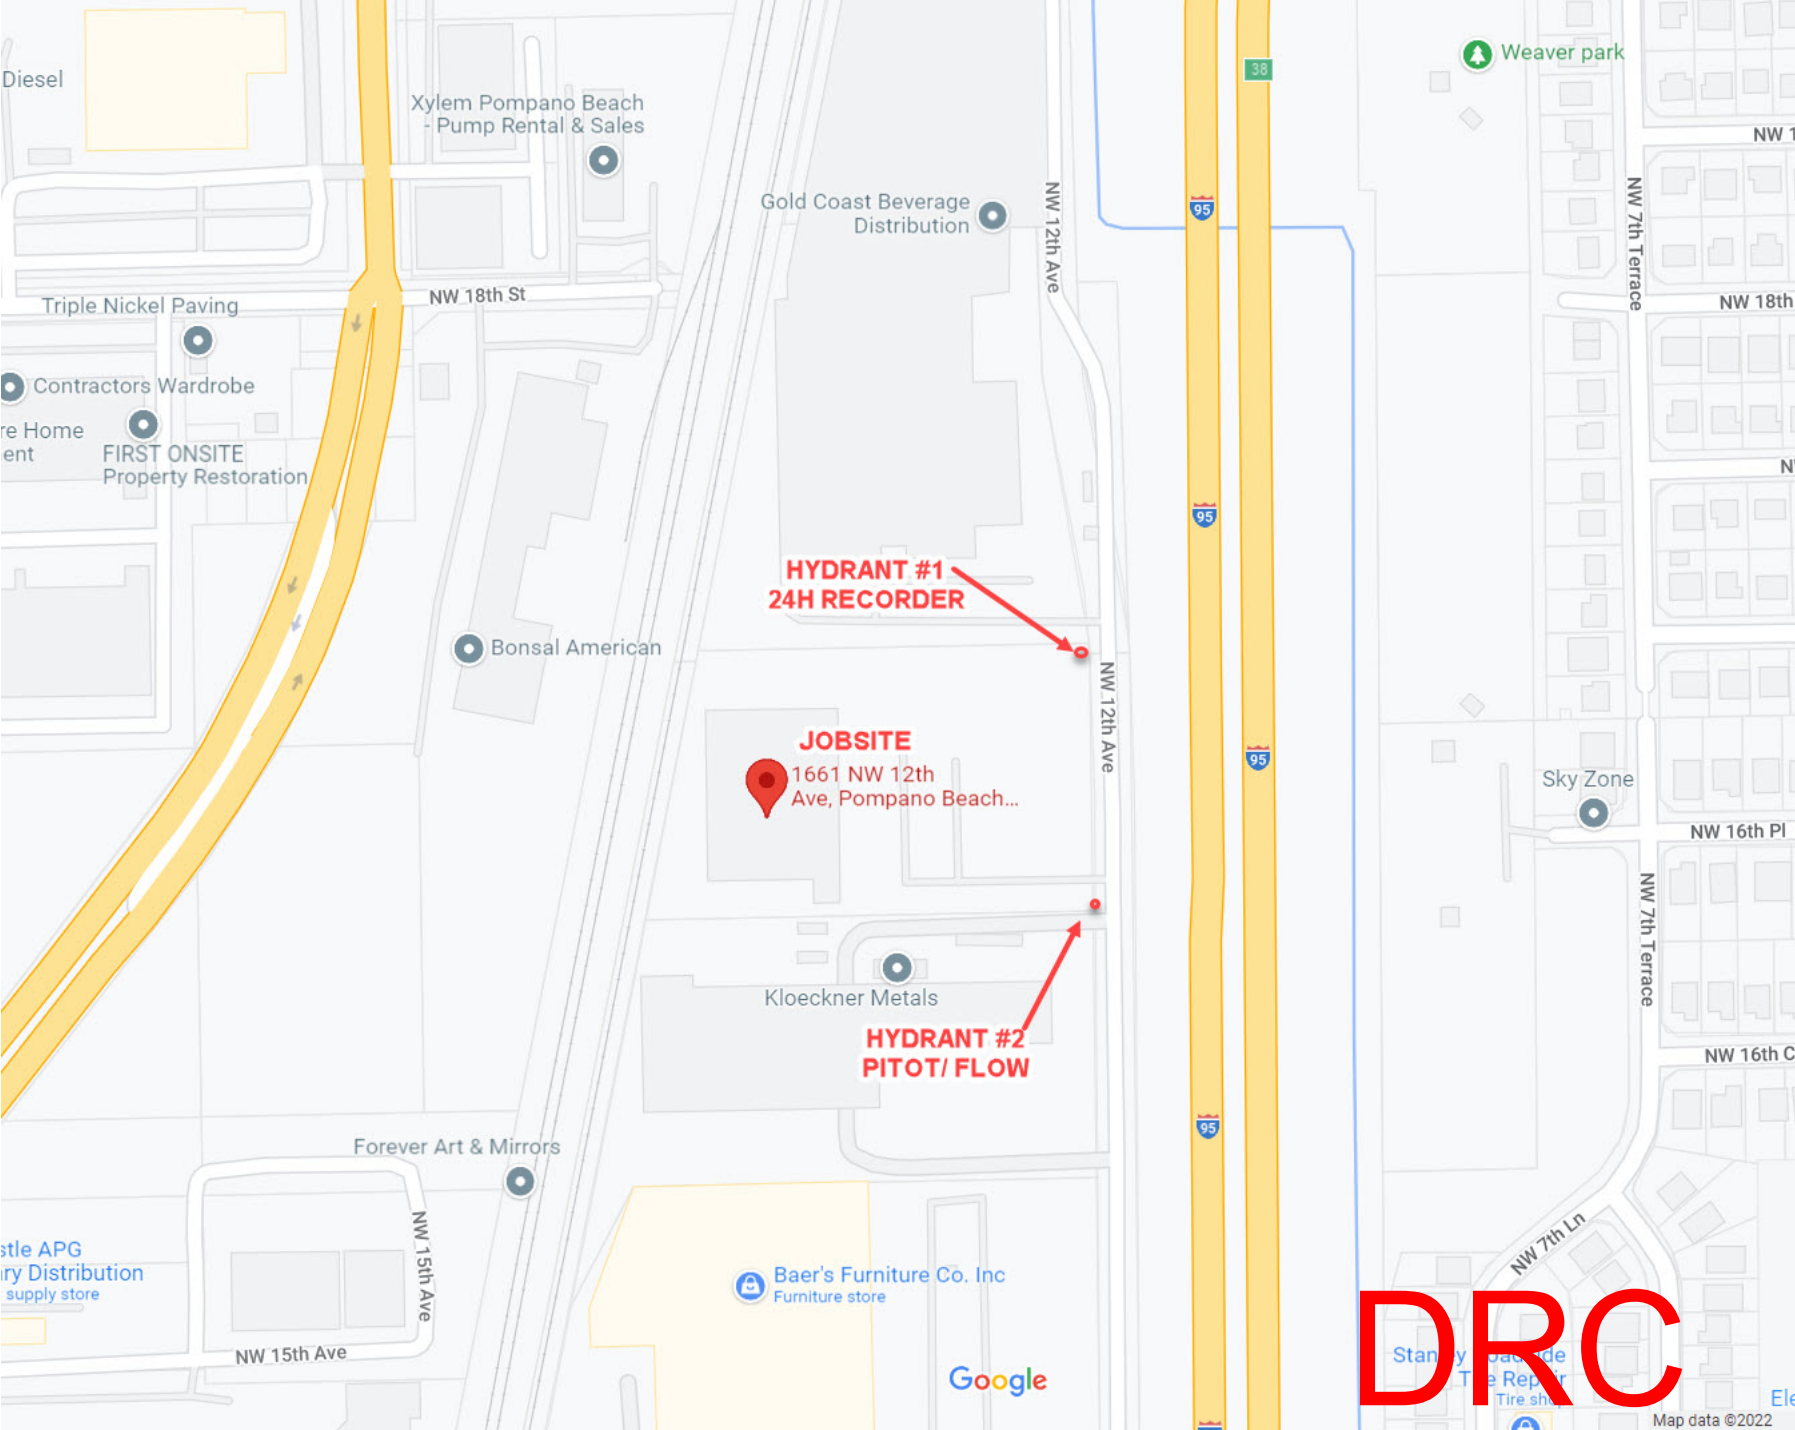 Diesel
Xylem Pompano Beach
- Pump Rental & Sales
38
Weaver park
NW 1
95
Gold Coast Beverage
Distribution
NW 12th Ave
NW 7th Terrace
NW 18th St
NW 18th
Triple Nickel Paving
Contractors Wardrobe
re Home
ent
FIRST ONSITE
Property Restoration
95
N
HYDRANT #1
24H RECORDER
Bonsal American
NW 12th Ave
JOBSITE
1661 NW 12th
Ave, Pompano Beach...
95
Sky Zone
NW 16th Pl
NW 7th Terrace
Kloeckner Metals
HYDRANT #2
PITOT/ FLOW
NW 16th C
95
Forever Art & Mirrors
NW 15th Ave
NW 7th Ln
stle APG
ry Distribution
supply store
Baer's Furniture Co. Inc
Furniture store
NW 15th Ave
Google
DRC
Tire
Map data ©2022